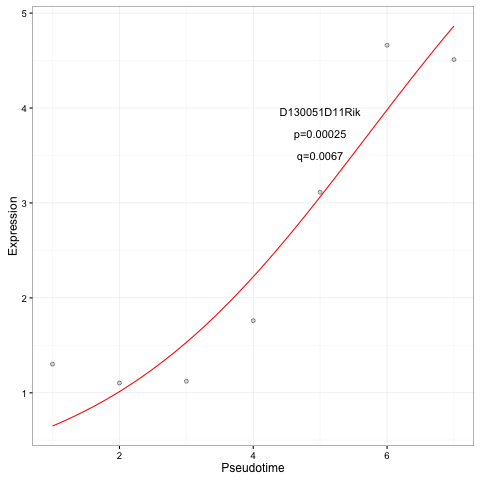 5
4
3
2
1
Expression
D130051D11Rik
p=0.00025
q=0.0067
2
4
6
Pseudotime